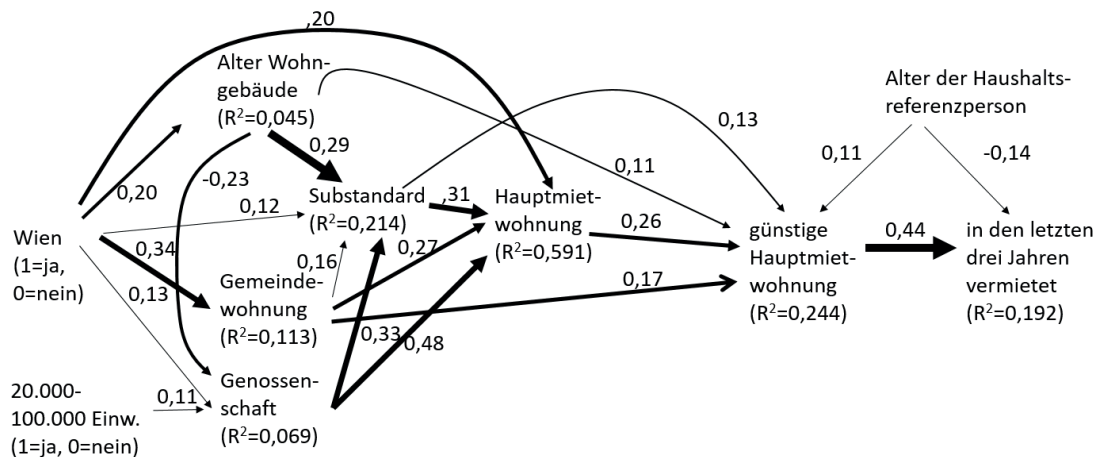 ,20
Alter Wohn-
gebäude
(R²=0,045)
Alter der Haushalts-
referenzperson
0,29
0,13
0,20
-0,23
0,11
0,11
-0,14
Substandard
(R²=0,214)
,31
Hauptmiet-
wohnung
(R²=0,591)
0,12
0,26
Wien
(1=ja,
0=nein)
0,34
0,27
günstige
Hauptmiet-
wohnung
(R²=0,244)
0,44
in den letzten
drei Jahren
vermietet
(R²=0,192)
0,16
0,13
Gemeinde-
wohnung
(R²=0,113)
0,17
0,33
0,48
20.000-
100.000 Einw.
(1=ja, 0=nein)
0,11
Genossen-
schaft
(R²=0,069)